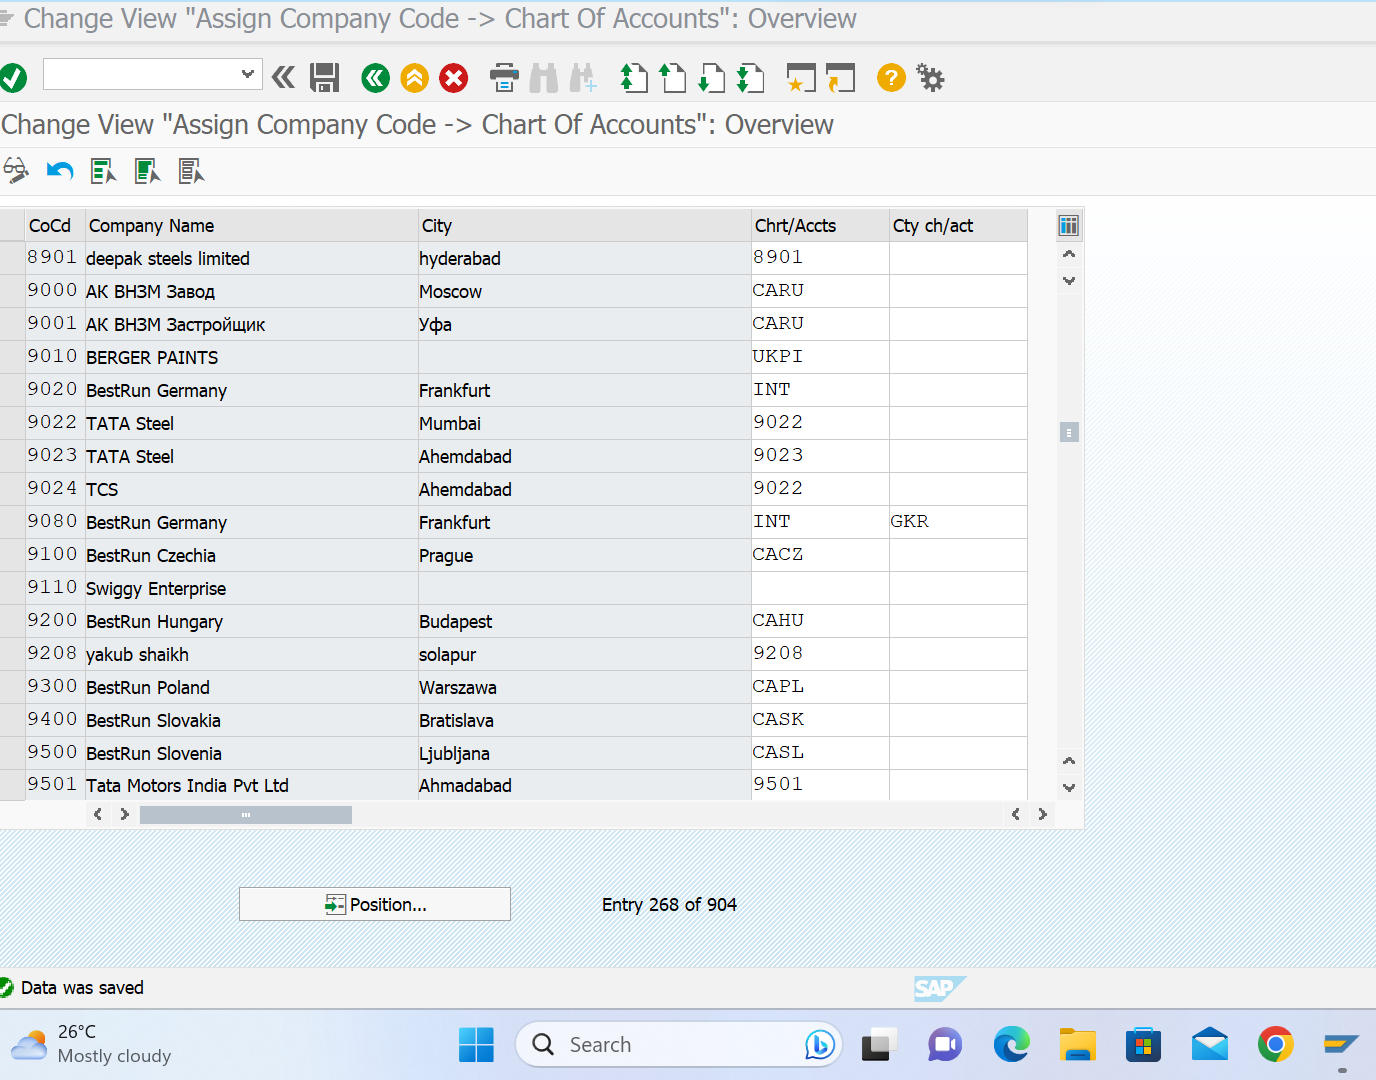 Change View "Assign Company Code -> Chart Of Accounts": Overview
Change View "Assign Company Code -> Chart Of Accounts": Overview
CoCd Company Name City Chrt/Accts Cty ch/act
8901 deepak steels limited hyderabad 8901
9000 АК ВНЗМ Завод Moscow CARU
9001 АК ВНЗМ Застройщик Уфа CARU
9010 BERGER PAINTS UKPI
9020 BestRun Germany Frankfurt INT
9022 TATA Steel Mumbai 9022
9023 TATA Steel Ahemdabad 9023
9024 TCS Ahemdabad 9022
9080 BestRun Germany Frankfurt INT GKR
9100 BestRun Czechia Prague CACZ
9110 Swiggy Enterprise
9200 BestRun Hungary Budapest CAHU
9208 yakub shaikh solapur 9208
9300 BestRun Poland Warszawa CAPL
9400 BestRun Slovakia Bratislava CASK
9500 BestRun Slovenia Ljubljana CASL
9501 Tata Motors India Pvt Ltd Ahmadabad 9501
Position... Entry 268 of 904
Data was saved SAP
26°C
Mostly cloudy
Search